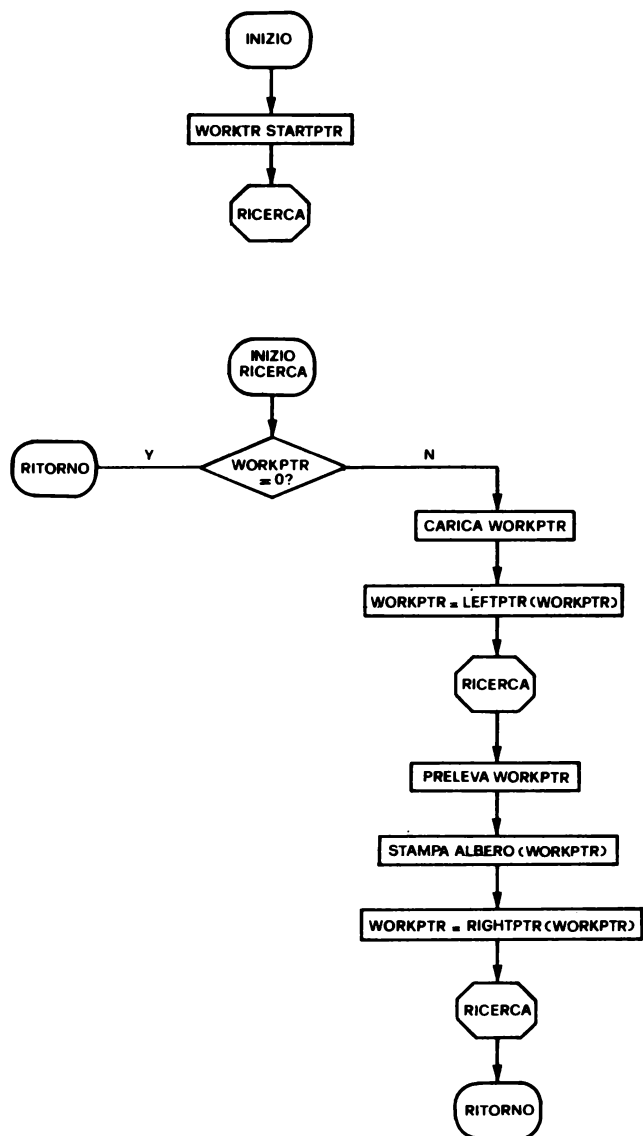 INIZIO
WORKTR STARTPTR
RICERCA
INIZIO
RICERCA
RITORNO
Y
WORKPTR
= 0?
N
CARICA WORKPTR
WORKPTR = LEFTPTR (WORKPTR)
RICERCA
PRELEVA WORKPTR
STAMPA ALBERO (WORKPTR)
WORKPTR = RIGHTPTR (WORKPTR)
RICERCA
RITORNO